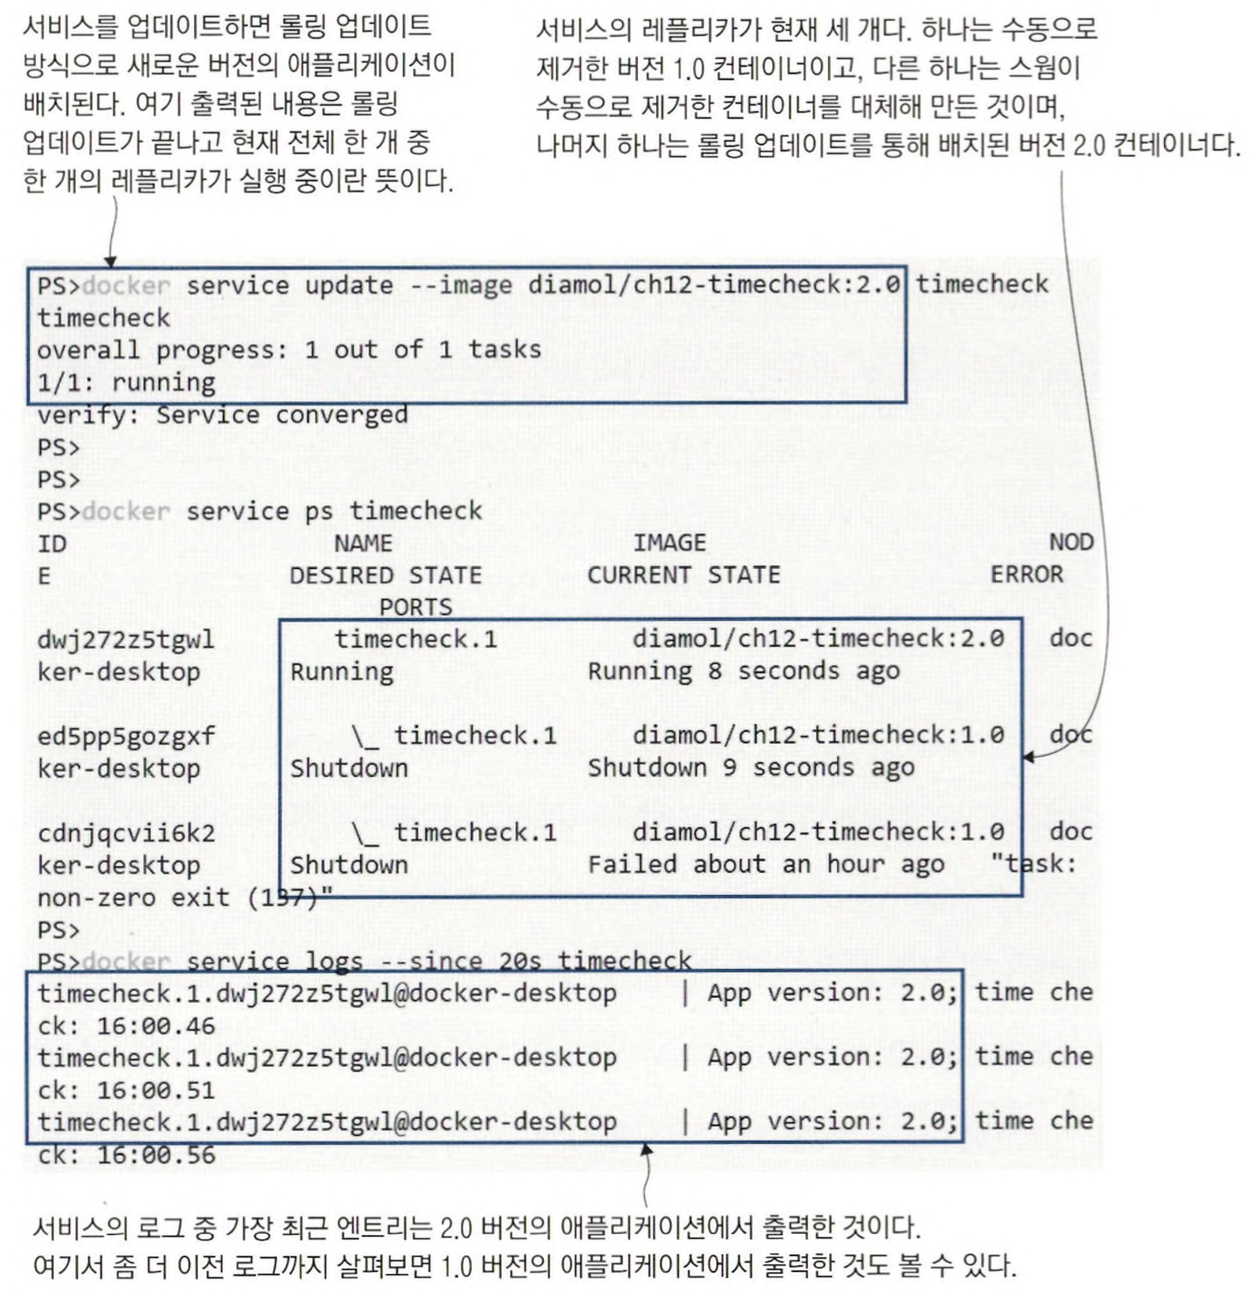 서비스를 업데이트하면 롤링 업데이트
방식으로 새로운 버전의 애플리케이션이
배치된다. 여기 출력된 내용은 롤링
업데이트가 끝나고 현재 전체 한 개 중
한 개의 레플리카가 실행 중이란 뜻이다.
서비스의 레플리카가 현재 세 개다. 하나는 수동으로
제거한 버전 1.0 컨테이너이고, 다른 하나는 스웜이
수동으로 제거한 컨테이너를 대체해 만든 것이며,
나머지 하나는 롤링 업데이트를 통해 배치된 버전 2.0 컨테이너다.
PS>docker service update --image diamol/ch12-timecheck:2.0 timecheck
timecheck
overall progress: 1 out of 1 tasks
1/1: running
verify: Service converged
PS>
PS>
PS>docker service ps timecheck
ID NAME IMAGE NOD
E DESIRED STATE CURRENT STATE ERROR
PORTS
dwj272z5tgwl timecheck.1 diamol/ch12-timecheck:2.0 doc
ker-desktop Running Running 8 seconds ago
ed5pp5gozgxf \_ timecheck.1 diamol/ch12-timecheck:1.0 doc
ker-desktop Shutdown Shutdown 9 seconds ago
cdnjqcvii6k2 \_ timecheck.1 diamol/ch12-timecheck:1.0 doc
ker-desktop Shutdown Failed about an hour ago "task:
non-zero exit (137)"
PS>
PS>docker service logs --since 20s timecheck
timecheck.1.dwj272z5tgwl@docker-desktop | App version: 2.0; time che
ck: 16:00.46
timecheck.1.dwj272z5tgwl@docker-desktop | App version: 2.0; time che
ck: 16:00.51
timecheck.1.dwj272z5tgwl@docker-desktop | App version: 2.0; time che
ck: 16:00.56
서비스의 로그 중 가장 최근 엔트리는 2.0 버전의 애플리케이션에서 출력한 것이다.
여기서 좀 더 이전 로그까지 살펴보면 1.0 버전의 애플리케이션에서 출력한 것도 볼 수 있다.